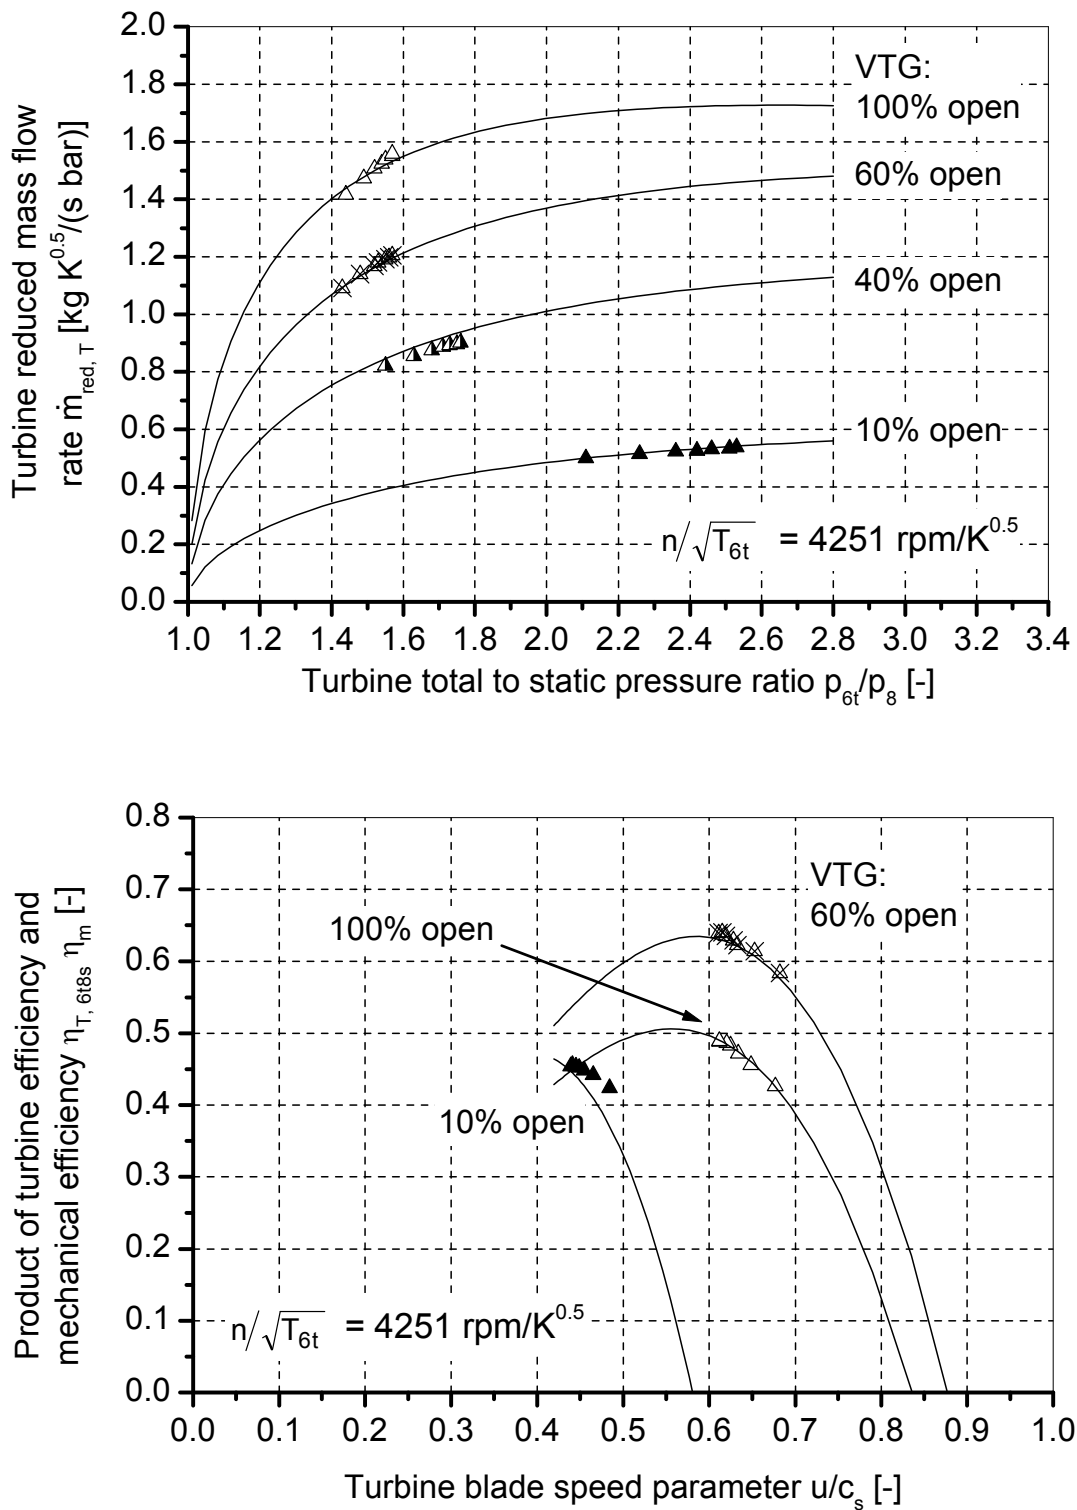 Turbine reduced mass flow
rate ṁred, T [kg K^0.5/(s bar)]
2.0
1.8
1.6
1.4
1.2
1.0
0.8
0.6
0.4
0.2
0.0
VTG:
100% open
60% open
40% open
10% open
n/√T6t = 4251 rpm/K^0.5
1.0 1.2 1.4 1.6 1.8 2.0 2.2 2.4 2.6 2.8 3.0 3.2 3.4
Turbine total to static pressure ratio p6t/p8 [-]
Product of turbine efficiency and
mechanical efficiency ηT, 6t8s ηm [-]
0.8
0.7
0.6
0.5
0.4
0.3
0.2
0.1
0.0
VTG:
60% open
100% open
10% open
n/√T6t = 4251 rpm/K^0.5
0.0 0.1 0.2 0.3 0.4 0.5 0.6 0.7 0.8 0.9 1.0
Turbine blade speed parameter u/cs [-]